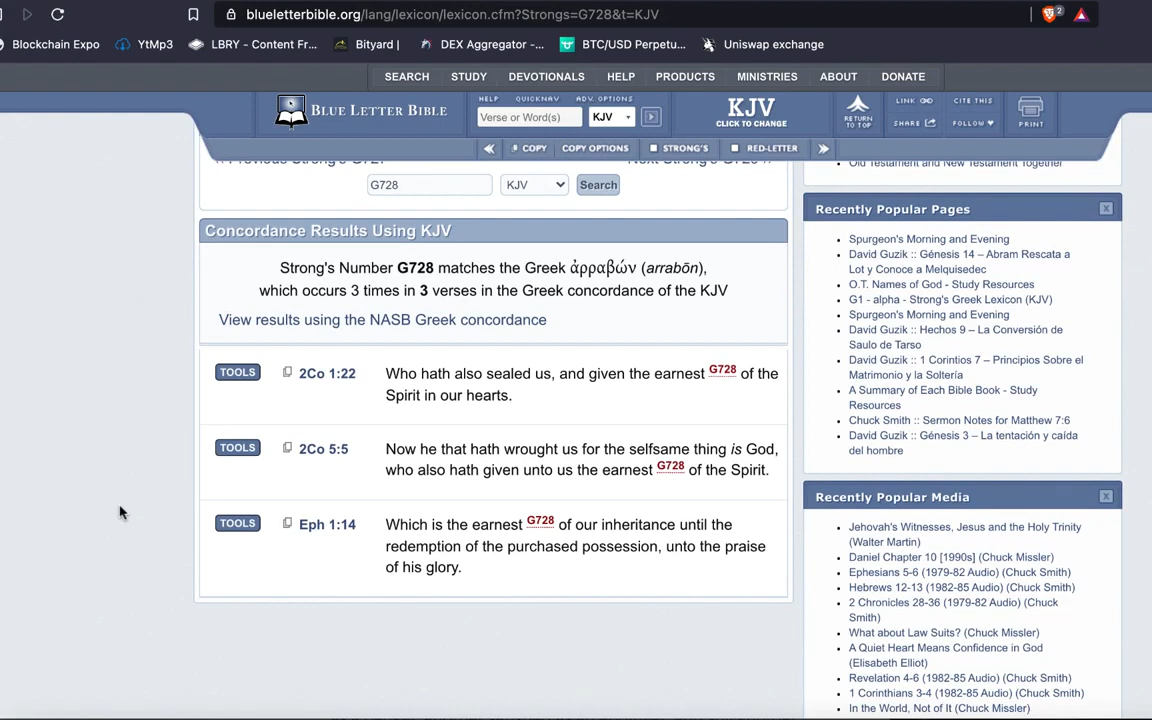 blueletterbible.org/lang/lexicon/lexicon.cfm?Strongs=G728&t=KJV
2
Blockchain Expo YtMp3 LBRY - Content Fr... Bityard | DEX Aggregator -... BTC/USD Perpetu... Uniswap exchange
SEARCH STUDY DEVOTIONALS HELP PRODUCTS MINISTRIES ABOUT DONATE
BLUE LETTER BIBLE
HELP QUICKNAV ADV. OPTIONS
Verse or Word(s) KJV
KJV
CLICK TO CHANGE
RETURN
TO TOP
LINK CITE THIS
SHARE FOLLOW
PRINT
COPY COPY OPTIONS STRONG'S RED-LETTER
G728 KJV Search
Concordance Results Using KJV
Strong's Number G728 matches the Greek ἀρραβών (arrabōn),
which occurs 3 times in 3 verses in the Greek concordance of the KJV
View results using the NASB Greek concordance
TOOLS 2Co 1:22 Who hath also sealed us, and given the earnest G728 of the
Spirit in our hearts.
TOOLS 2Co 5:5 Now he that hath wrought us for the selfsame thing is God,
who also hath given unto us the earnest G728 of the Spirit.
TOOLS Eph 1:14 Which is the earnest G728 of our inheritance until the
redemption of the purchased possession, unto the praise
of his glory.
Old Testament and New Testament Together
Recently Popular Pages x
Spurgeon's Morning and Evening
David Guzik :: Génesis 14 – Abram Rescata a
Lot y Conoce a Melquisedec
O.T. Names of God - Study Resources
G1 - alpha - Strong's Greek Lexicon (KJV)
Spurgeon's Morning and Evening
David Guzik :: Hechos 9 – La Conversión de
Saulo de Tarso
David Guzik :: 1 Corintios 7 – Principios Sobre el
Matrimonio y la Soltería
A Summary of Each Bible Book - Study
Resources
Chuck Smith :: Sermon Notes for Matthew 7:6
David Guzik :: Génesis 3 – La tentación y caída
del hombre
Recently Popular Media x
Jehovah's Witnesses, Jesus and the Holy Trinity
(Walter Martin)
Daniel Chapter 10 [1990s] (Chuck Missler)
Ephesians 5-6 (1979-82 Audio) (Chuck Smith)
Hebrews 12-13 (1982-85 Audio) (Chuck Smith)
2 Chronicles 28-36 (1979-82 Audio) (Chuck
Smith)
What about Law Suits? (Chuck Missler)
A Quiet Heart Means Confidence in God
(Elisabeth Elliot)
Revelation 4-6 (1982-85 Audio) (Chuck Smith)
1 Corinthians 3-4 (1982-85 Audio) (Chuck Smith)
In the World, Not of It (Chuck Missler)